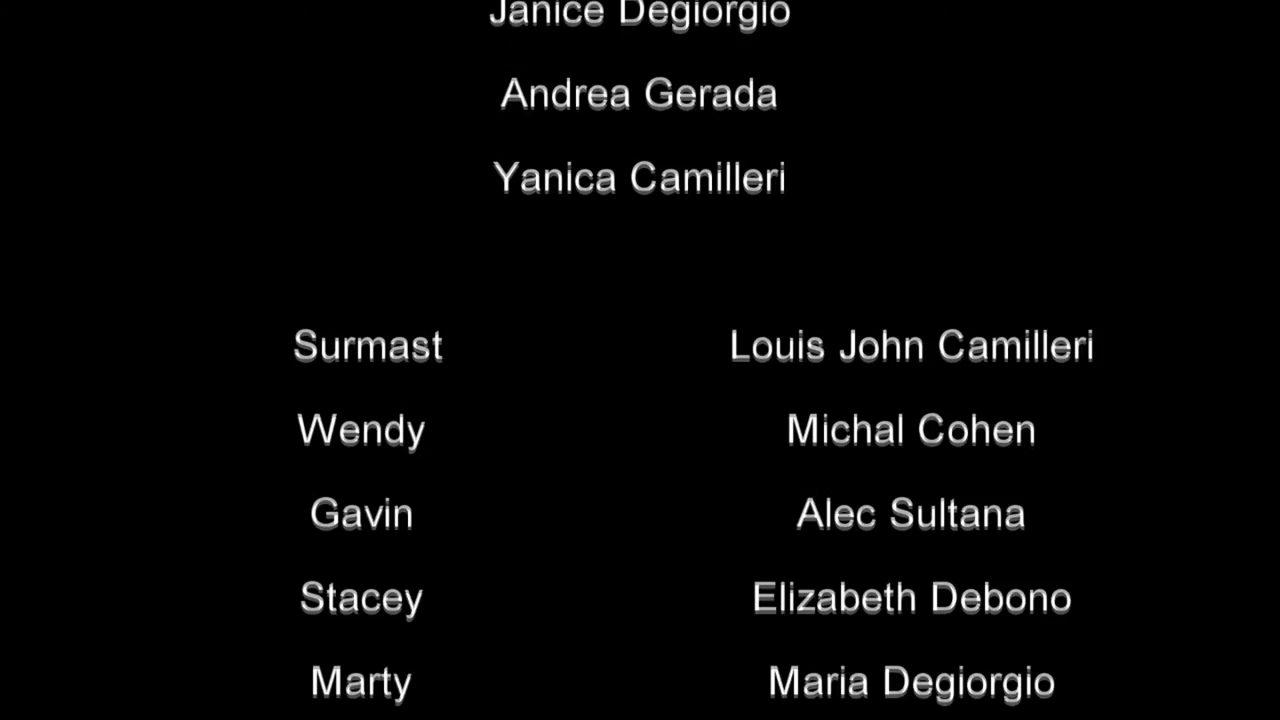 Janice Degiorgio
Andrea Gerada
Yanica Camilleri
Surmast Louis John Camilleri
Wendy Michal Cohen
Gavin Alec Sultana
Stacey Elizabeth Debono
Marty Maria Degiorgio